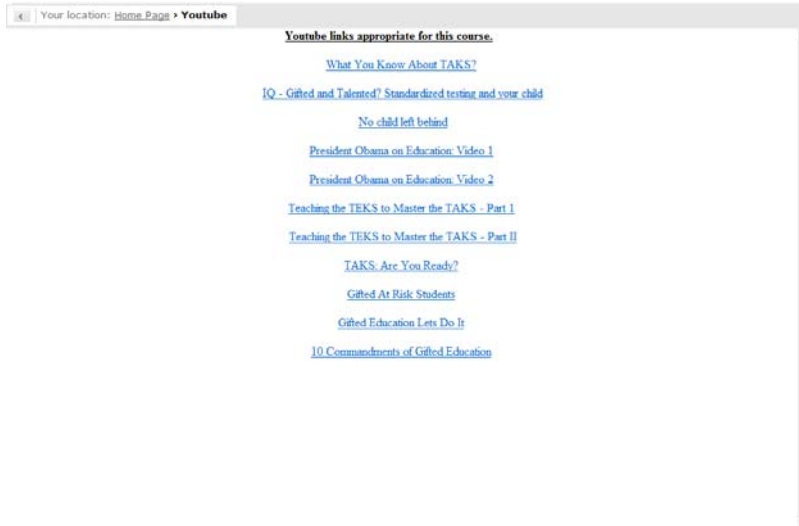 Your location: Home Page › Youtube
Youtube links appropriate for this course.
What You Know About TAKS?
IQ - Gifted and Talented? Standardized testing and your child
No child left behind
President Obama on Education: Video 1
President Obama on Education: Video 2
Teaching the TEKS to Master the TAKS - Part 1
Teaching the TEKS to Master the TAKS - Part II
TAKS: Are You Ready?
Gifted At Risk Students
Gifted Education Lets Do It
10 Commandments of Gifted Education